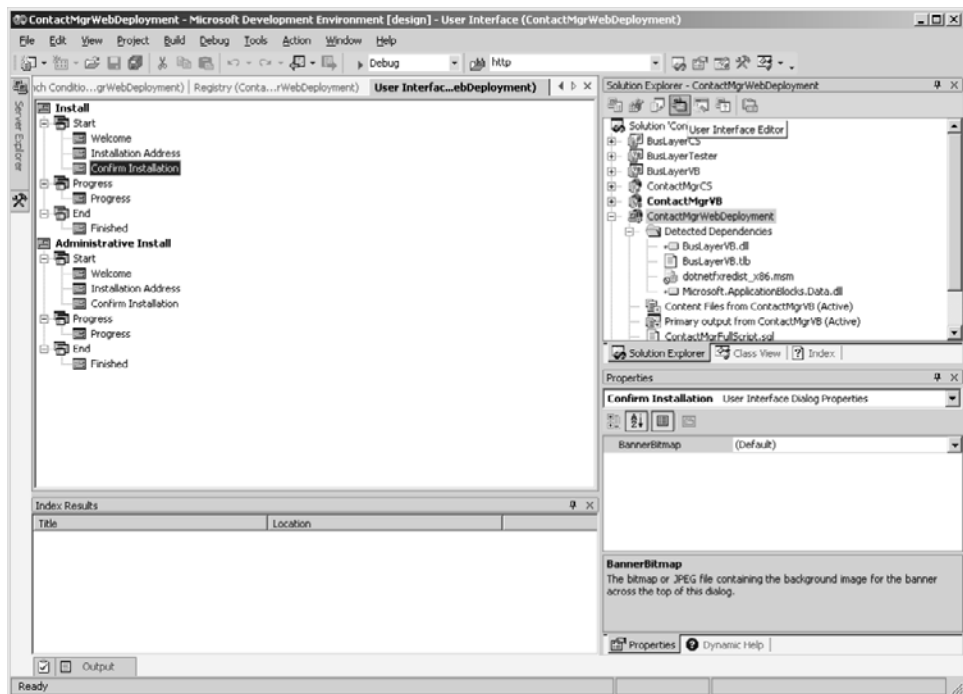 ContactMgrWebDeployment - Microsoft Development Environment [design] - User Interface (ContactMgrWebDeployment)
File Edit View Project Build Debug Tools Action Window Help
Debug http
Server Explorer
nch Conditio...grWebDeployment) Registry (Conta...rWebDeployment) User Interfac...ebDeployment)
Install
Start
Welcome
Installation Address
Confirm Installation
Progress
Progress
End
Finished
Administrative Install
Start
Welcome
Installation Address
Confirm Installation
Progress
Progress
End
Finished
Index Results
Title Location
Solution Explorer - ContactMgrWebDeployment
Solution 'Con
User Interface Editor
BusLayerCS
BusLayerTester
BusLayerVB
ContactMgrCS
ContactMgrVB
ContactMgrWebDeployment
Detected Dependencies
BusLayerVB.dll
BusLayerVB.tlb
dotnetfxredist_x86.msm
Microsoft.ApplicationBlocks.Data.dll
Content Files from ContactMgrVB (Active)
Primary output from ContactMgrVB (Active)
ContactMgrFullScript.sql
Solution Explorer Class View Index
Properties
Confirm Installation User Interface Dialog Properties
BannerBitmap (Default)
BannerBitmap
The bitmap or JPEG file containing the background image for the banner
across the top of this dialog.
Properties Dynamic Help
Output
Ready